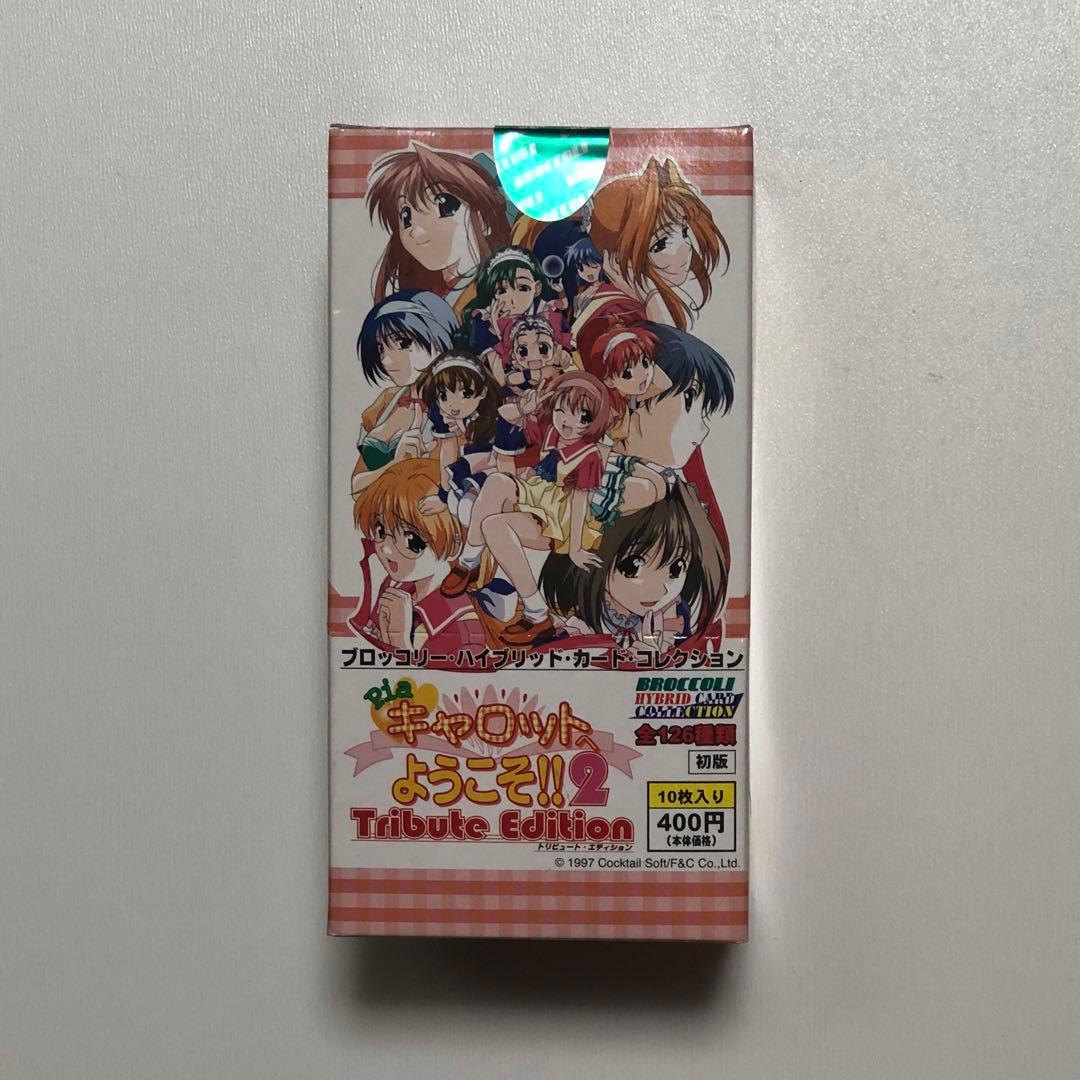 BROCCOLI
ブロッコリー・ハイブリッド・カード・コレクション
BROCCOLI
HYBRID CARD
COLLECTION
全126種類
初版
Pia
キャロットへ
ようこそ!!2
Tribute Edition
トリビュート・エディション
10枚入り
400円
(本体価格)
© 1997 Cocktail Soft/F&C Co.,Ltd.